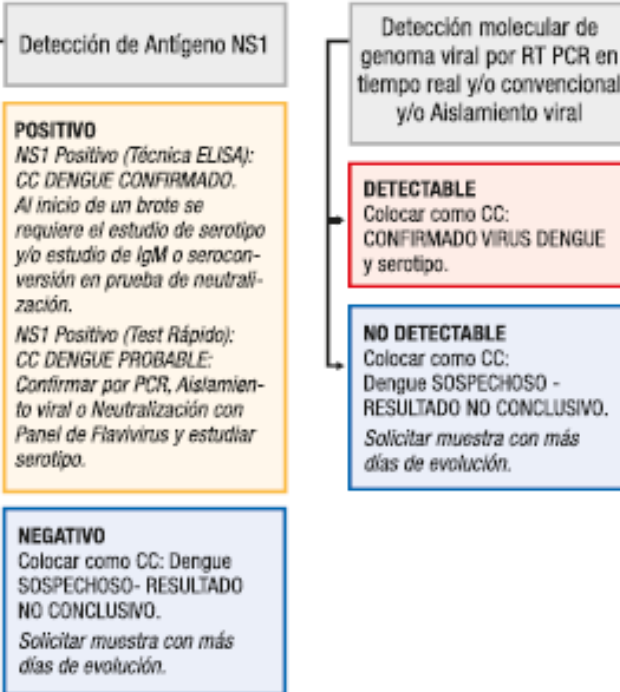 Detección de Antígeno NS1
POSITIVO
NS1 Positivo (Técnica ELISA):
CC DENGUE CONFIRMADO.
Al inicio de un brote se
requiere el estudio de serotipo
y/o estudio de IgM o serocon-
versión en prueba de neutrali-
zación.
NS1 Positivo (Test Rápido):
CC DENGUE PROBABLE:
Confirmar por PCR, Aislamien-
to viral o Neutralización con
Panel de Flavivirus y estudiar
serotipo.
NEGATIVO
Colocar como CC: Dengue
SOSPECHOSO- RESULTADO
NO CONCLUSIVO.
Solicitar muestra con más
días de evolución.
Detección molecular de
genoma viral por RT PCR en
tiempo real y/o convencional
y/o Aislamiento viral
DETECTABLE
Colocar como CC:
CONFIRMADO VIRUS DENGUE
y serotipo.
NO DETECTABLE
Colocar como CC:
Dengue SOSPECHOSO -
RESULTADO NO CONCLUSIVO.
Solicitar muestra con más
días de evolución.